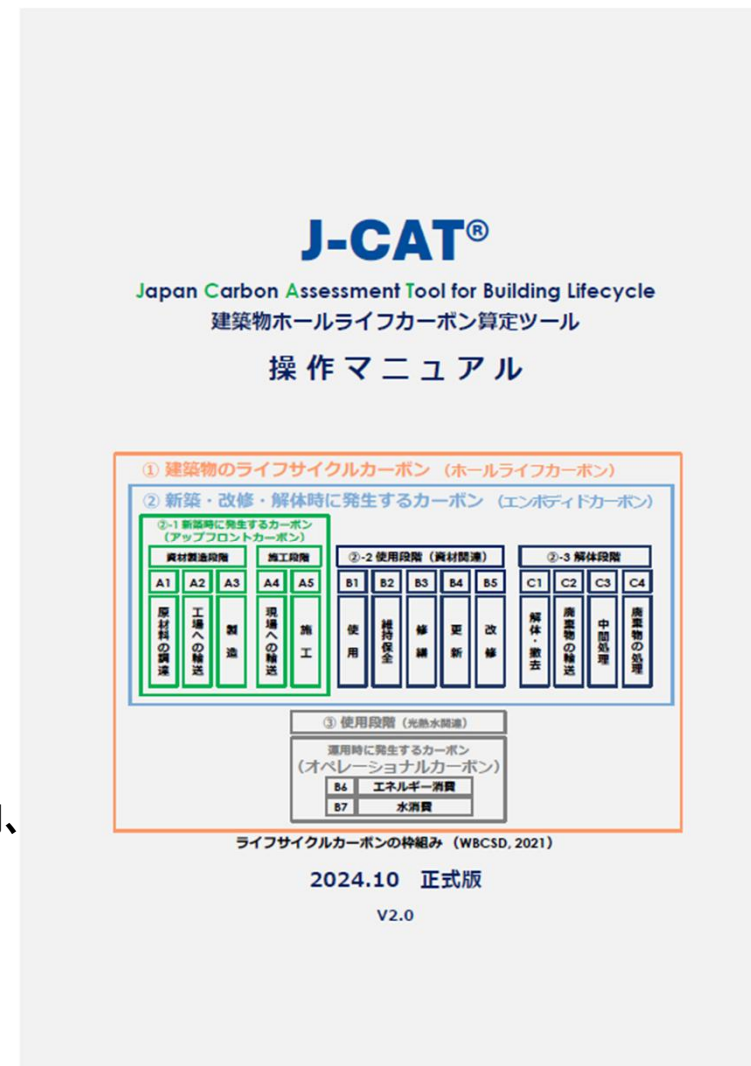 J-CAT®
Japan Carbon Assessment Tool for Building Lifecycle
建築物ホールライフカーボン算定ツール
操作マニュアル
① 建築物のライフサイクルカーボン（ホールライフカーボン）
② 新築・改修・解体時に発生するカーボン（エンボディドカーボン）
②-1 新築時に発生するカーボン
（アップフロントカーボン）
資材製造段階 施工段階 ②-2 使用段階（資材関連） ②-3 解体段階
A1 A2 A3 A4 A5 B1 B2 B3 B4 B5 C1 C2 C3 C4
原材料の調達
工場への輸送
製造
現場への輸送
施工
使用
維持保全
修繕
更新
改修
解体・撤去
廃棄物の輸送
中間処理
廃棄物の処理
③ 使用段階（光熱水関連）
運用時に発生するカーボン
（オペレーショナルカーボン）
B6 エネルギー消費
B7 水消費
、
ライフサイクルカーボンの枠組み（WBCSD, 2021）
2024.10 正式版
V2.0